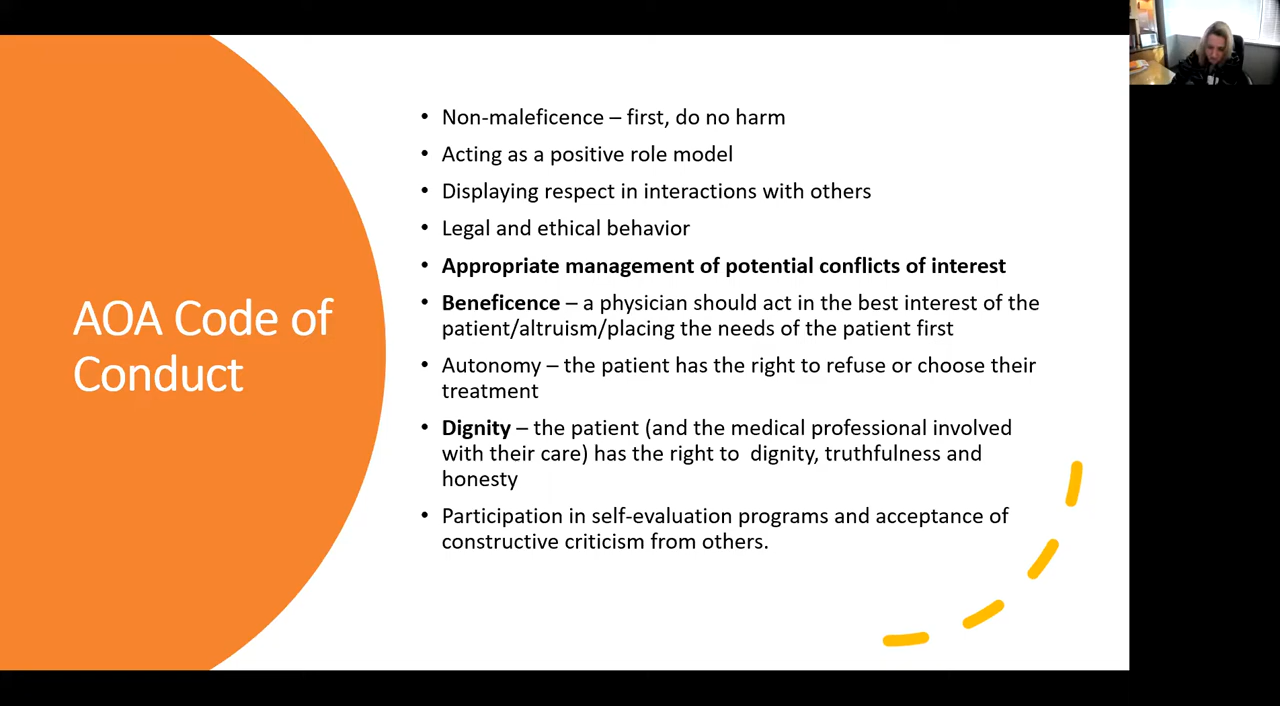 AOA Code of
Conduct
• Non-maleficence – first, do no harm
• Acting as a positive role model
• Displaying respect in interactions with others
• Legal and ethical behavior
• Appropriate management of potential conflicts of interest
• Beneficence – a physician should act in the best interest of the
patient/altruism/placing the needs of the patient first
• Autonomy – the patient has the right to refuse or choose their
treatment
• Dignity – the patient (and the medical professional involved
with their care) has the right to  dignity, truthfulness and
honesty
• Participation in self-evaluation programs and acceptance of
constructive criticism from others.